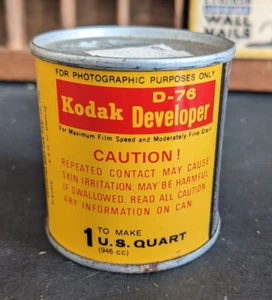 WALL
NAILS
FOR PHOTOGRAPHIC PURPOSES ONLY
D-76
Kodak Developer
For Maximum Film Speed and Moderately Fine Grain
CAUTION!
REPEATED CONTACT MAY CAUSE
SKIN IRRITATION. MAY BE HARMFUL
IF SWALLOWED. READ ALL CAUTION-
ARY INFORMATION ON CAN.
TO MAKE
1 U.S. QUART
(946 cc)